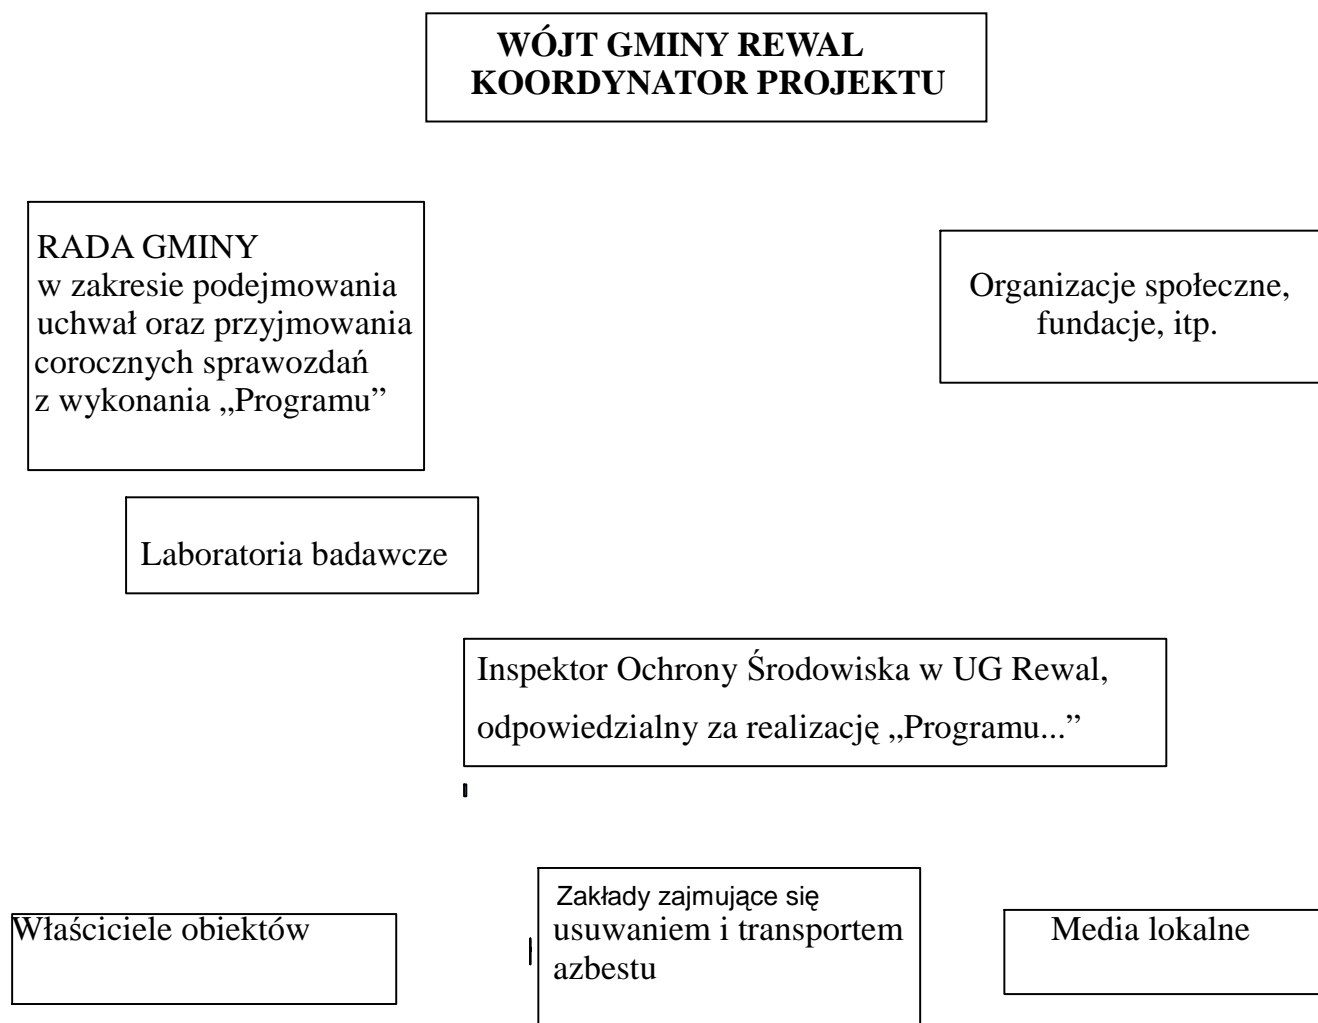 WÓJT GMINY REWAL
KOORDYNATOR PROJEKTU
RADA GMINY
w zakresie podejmowania
uchwał oraz przyjmowania
corocznych sprawozdań
z wykonania „Programu”
Organizacje społeczne,
fundacje, itp.
Laboratoria badawcze
Inspektor Ochrony Środowiska w UG Rewal,
odpowiedzialny za realizację „Programu...”
Właściciele obiektów
Zakłady zajmujące się
usuwaniem i transportem
azbestu
Media lokalne